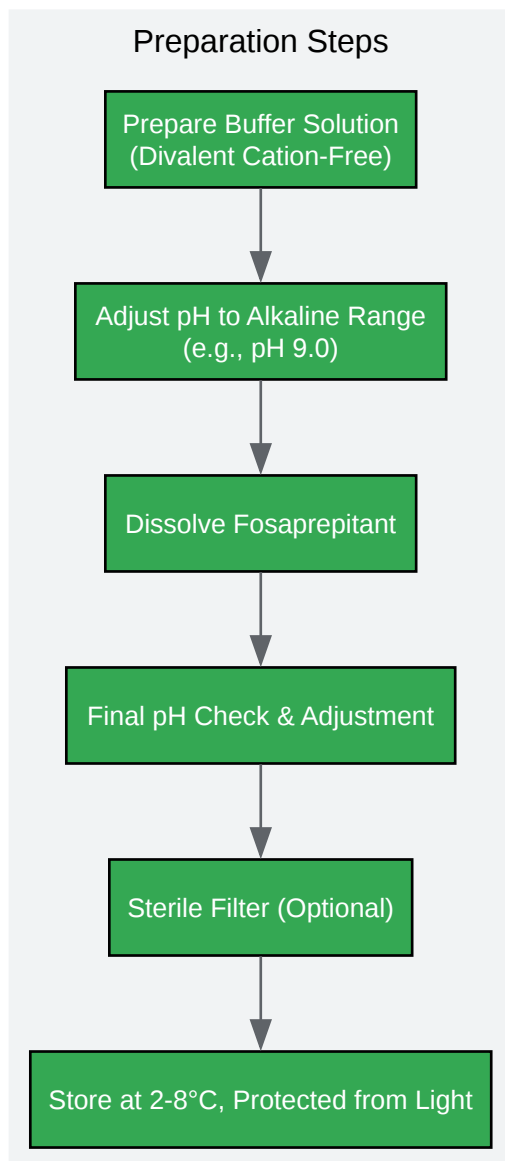 Preparation Steps
Prepare Buffer Solution
(Divalent Cation-Free)
Adjust pH to Alkaline Range
(e.g., pH 9.0)
Dissolve Fosaprepitant
Final pH Check & Adjustment
Sterile Filter (Optional)
Store at 2-8°C, Protected from Light